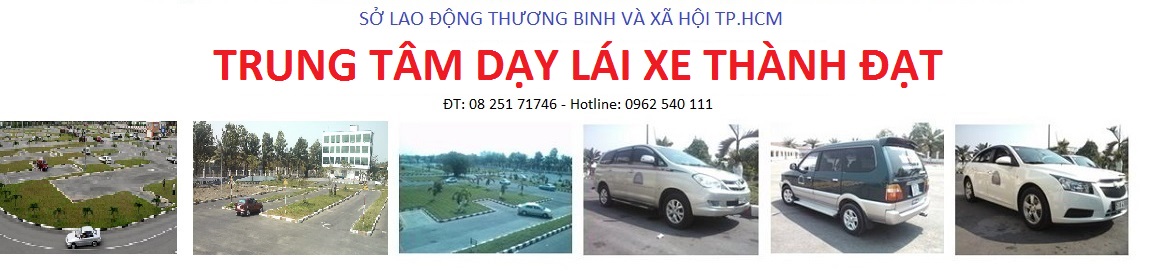 SỞ LAO ĐỘNG THƯƠNG BINH VÀ XÃ HỘI TP.HCM
TRUNG TÂM DẠY LÁI XE THÀNH ĐẠT
ĐT: 08 251 71746 - Hotline: 0962 540 111